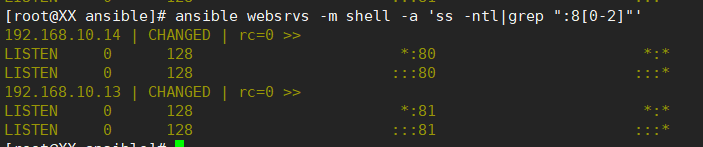 [root@XX ansible]# ansible websrvs -m shell -a 'ss -ntl|grep ":8[0-2]"'
192.168.10.14 | CHANGED | rc=0 >>
LISTEN     0      128                          *:80                       *:*
LISTEN     0      128                         :::80                      :::*
192.168.10.13 | CHANGED | rc=0 >>
LISTEN     0      128                          *:81                       *:*
LISTEN     0      128                         :::81                      :::*
[root@XX ansible]#